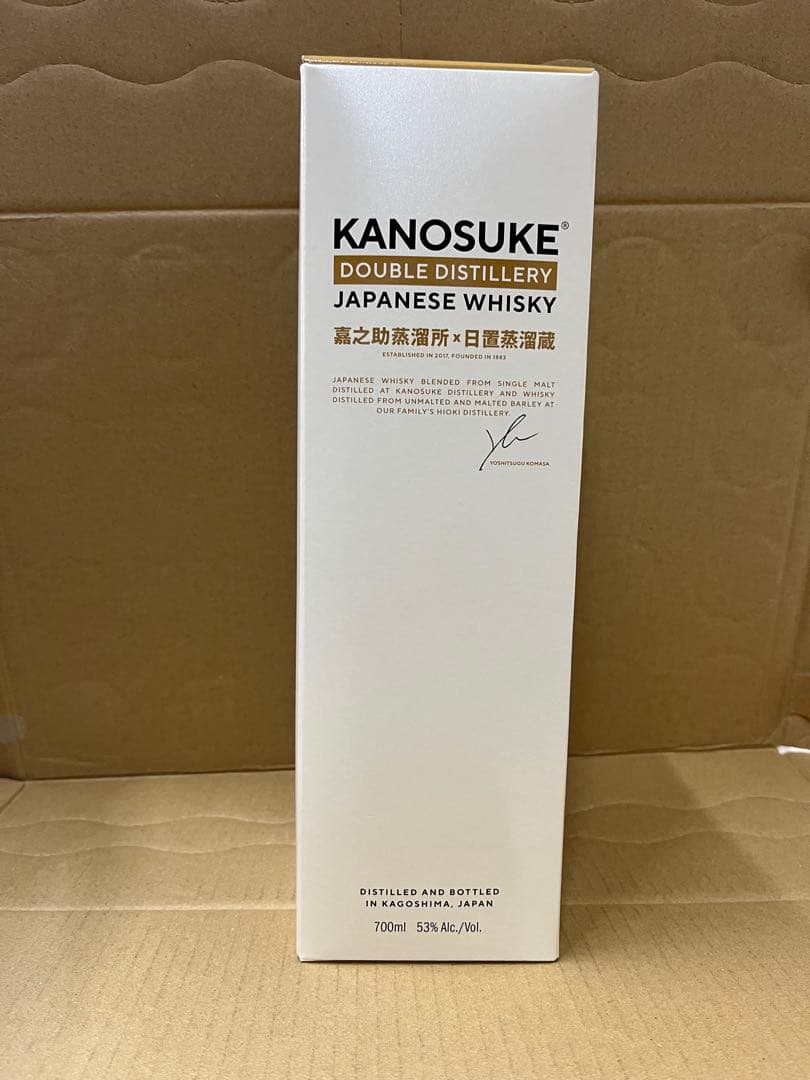 KANOSUKE®
DOUBLE DISTILLERY
JAPANESE WHISKY
嘉之助蒸溜所×日置蒸溜蔵
ESTABLISHED IN 2017, FOUNDED IN 1883
JAPANESE WHISKY BLENDED FROM SINGLE MALT
DISTILLED AT KANOSUKE DISTILLERY AND WHISKY
DISTILLED FROM UNMALTED AND MALTED BARLEY AT
OUR FAMILY'S HIOKI DISTILLERY.
YOSHITSUGU KOMASA
DISTILLED AND BOTTLED
IN KAGOSHIMA, JAPAN
700ml 53% Alc./Vol.